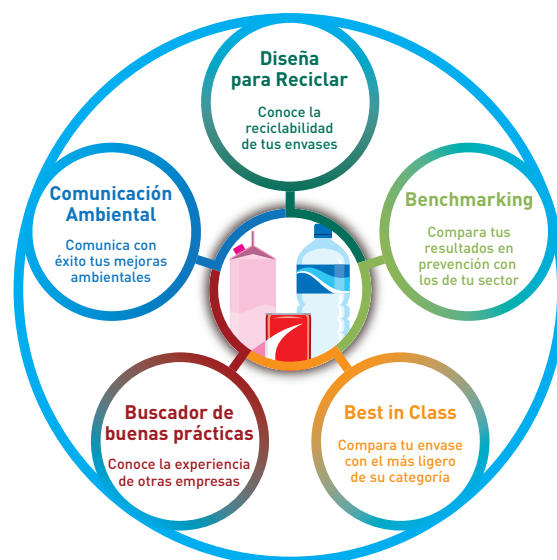 Diseña
para Reciclar
Conoce la
reciclabilidad
de tus envases
Benchmarking
Compara tus
resultados en
prevención con
los de tu sector
Best in Class
Compara tu envase
con el más ligero
de su categoría
Buscador de
buenas prácticas
Conoce la experiencia
de otras empresas
Comunicación
Ambiental
Comunica con
éxito tus mejoras
ambientales